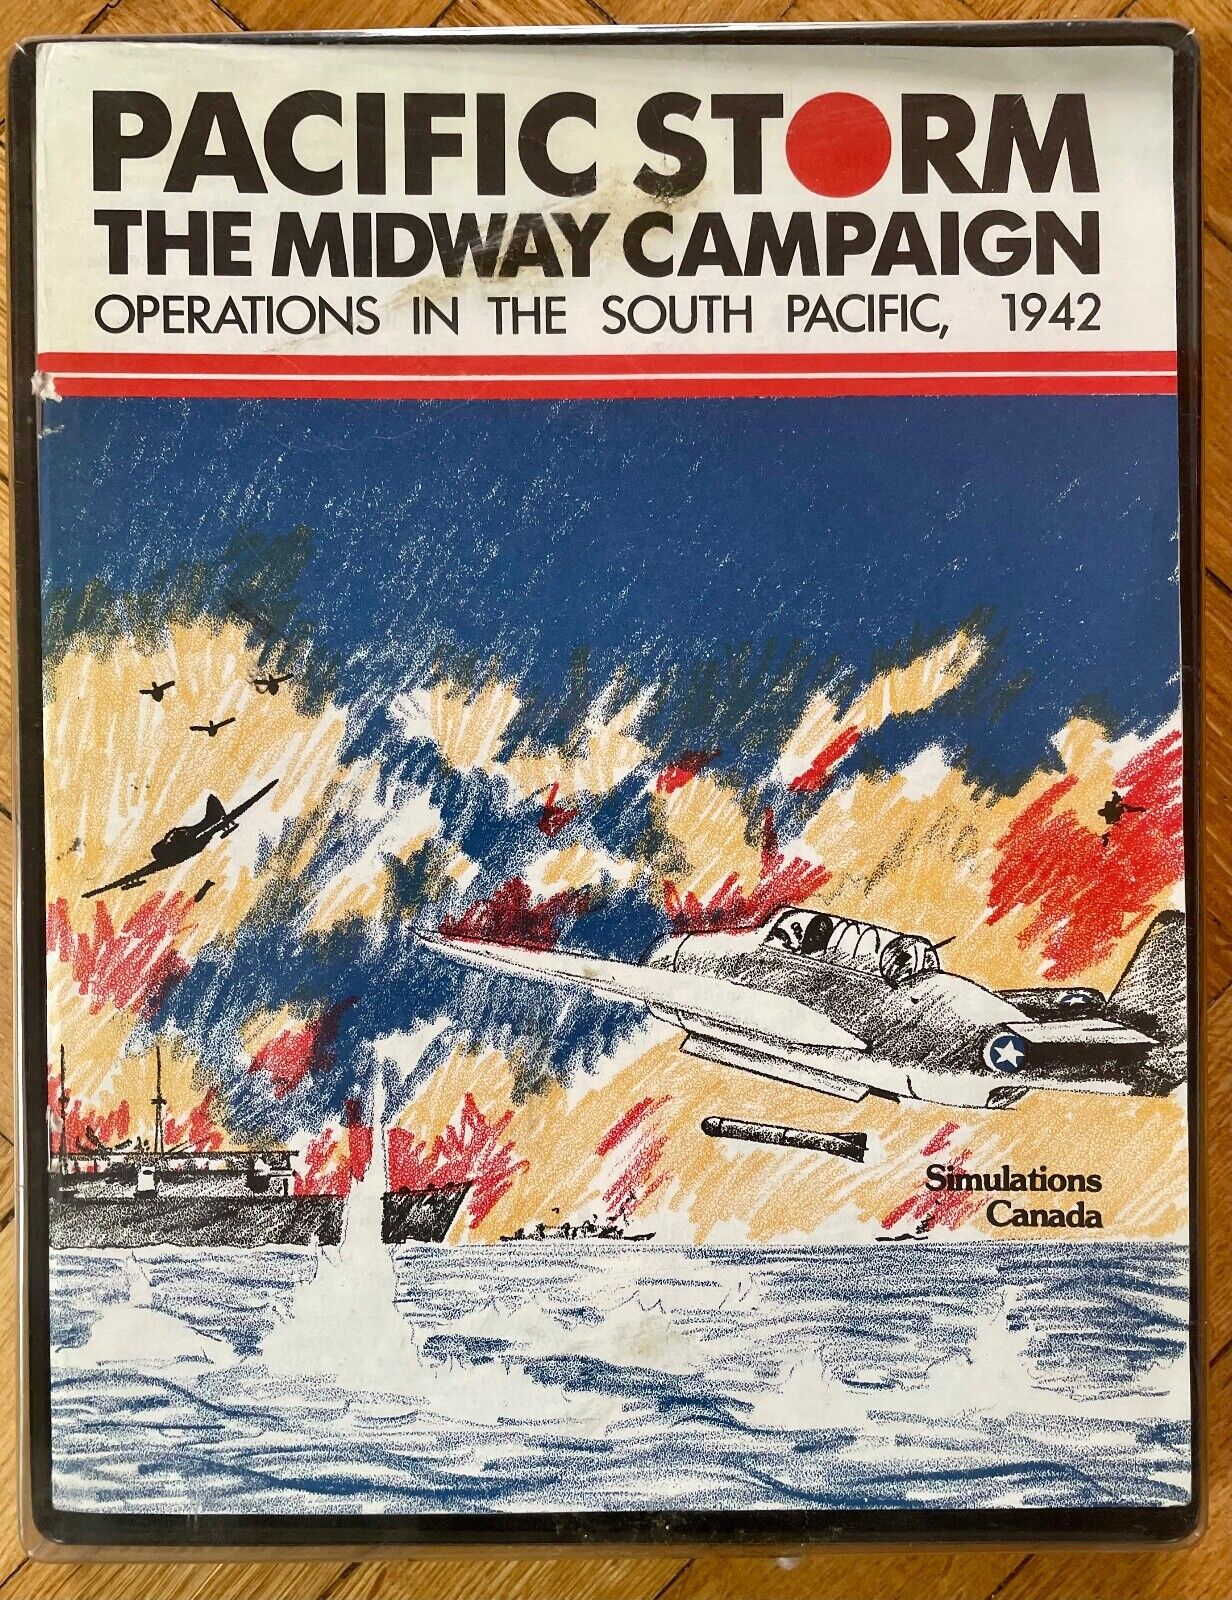 PACIFIC STORM
THE MIDWAY CAMPAIGN
OPERATIONS IN THE SOUTH PACIFIC, 1942
Simulations
Canada